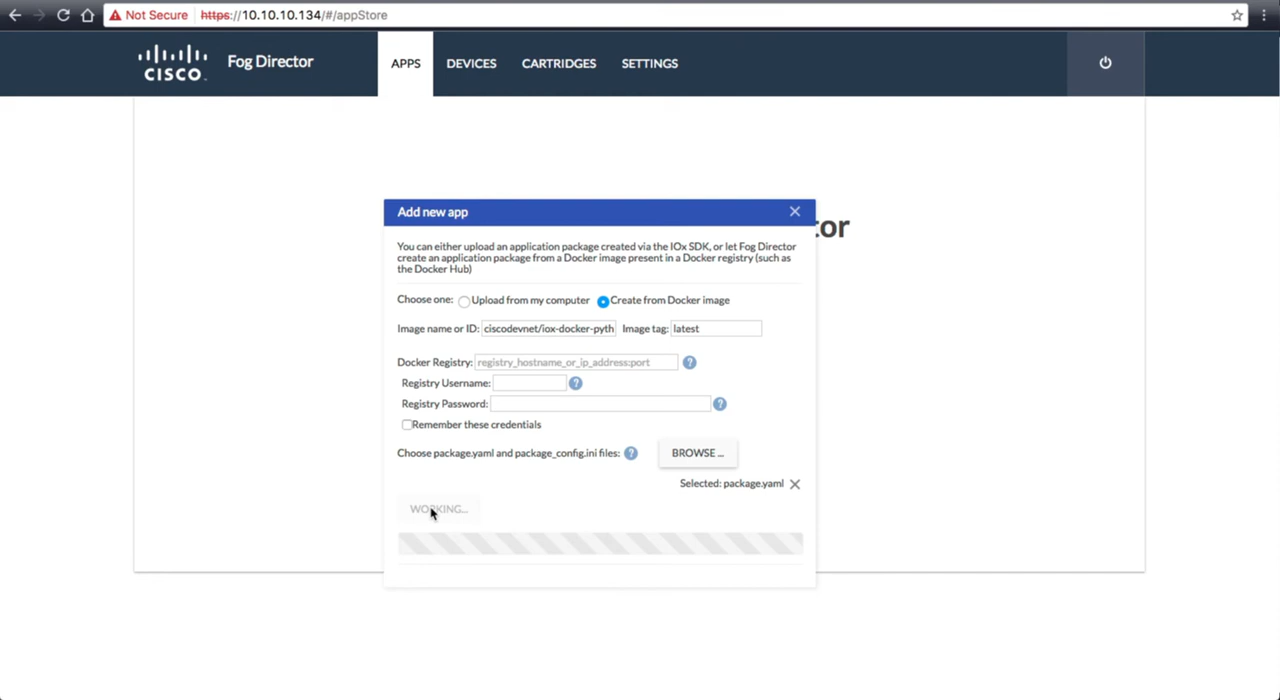 Not Secure https://10.10.10.134/#/appStore
CISCO Fog Director APPS DEVICES CARTRIDGES SETTINGS
tor
Add new app
You can either upload an application package created via the IOx SDK, or let Fog Director
create an application package from a Docker image present in a Docker registry (such as
the Docker Hub)
Choose one: Upload from my computer Create from Docker image
Image name or ID: ciscodevnet/iox-docker-pyth Image tag: latest
Docker Registry: registry_hostname_or_ip_address:port ?
Registry Username: ?
Registry Password: ?
Remember these credentials
Choose package.yaml and package_config.ini files: ? BROWSE ...
Selected: package.yaml
WORKING...